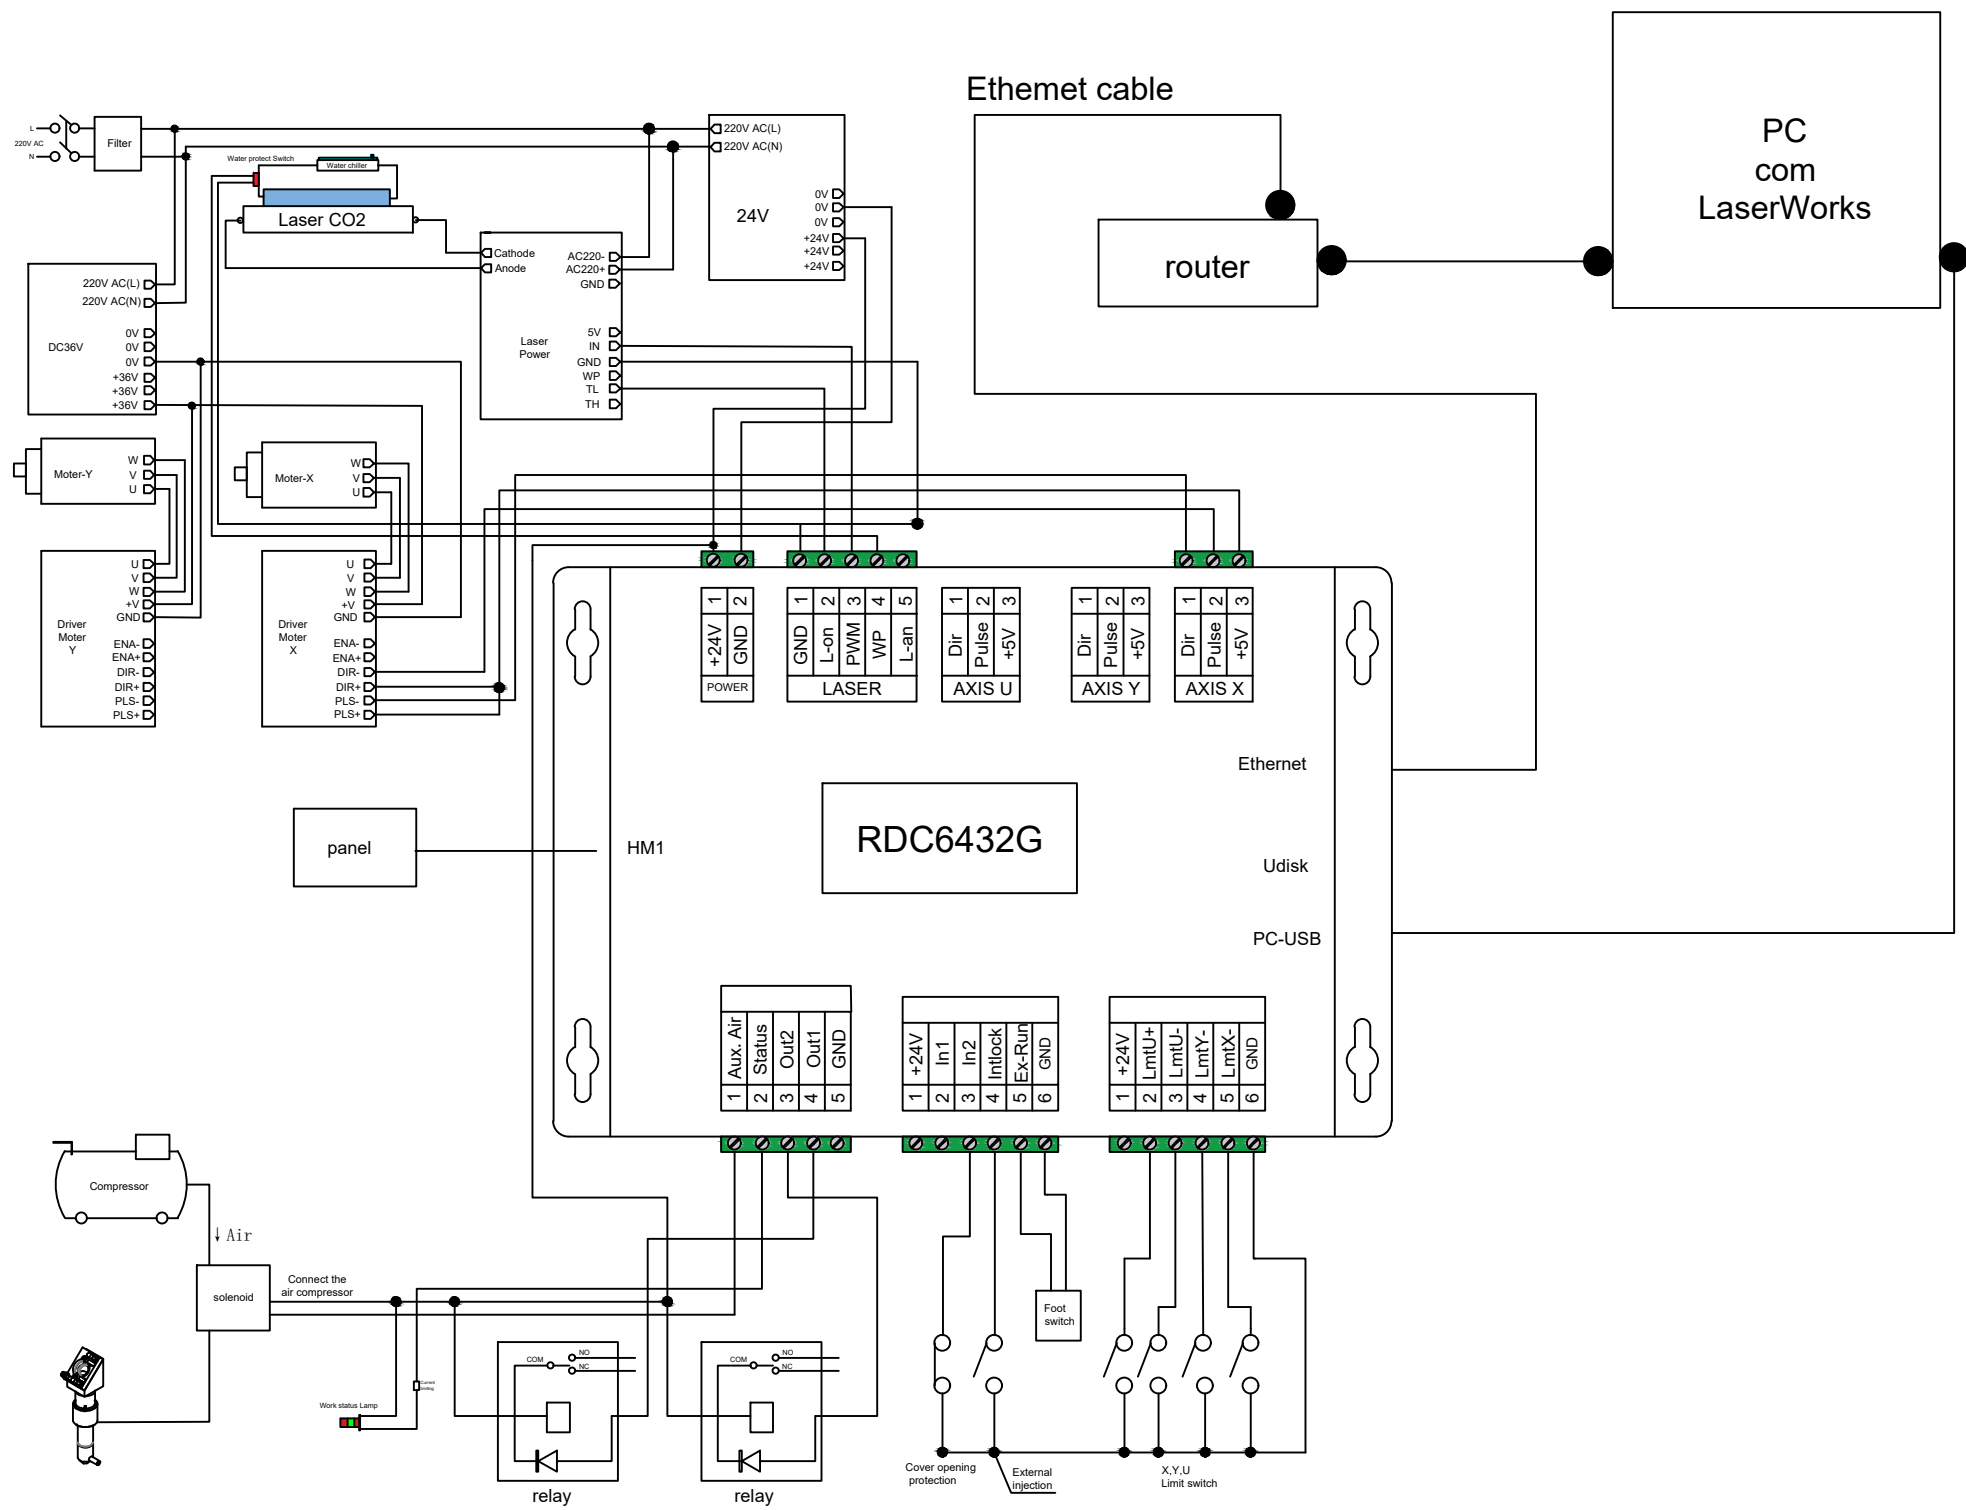 Ethemet cable
PC
com
LaserWorks
router
L
220V AC
N
Filter
Water protect Switch
Water chiller
Laser CO2
220V AC(L)
220V AC(N)
24V
0V
0V
0V
+24V
+24V
+24V
Cathode
Anode
Laser
Power
AC220-
AC220+
GND
5V
IN
GND
WP
TL
TH
220V AC(L)
220V AC(N)
DC36V
0V
0V
0V
+36V
+36V
+36V
Moter-Y
W
V
U
Moter-X
W
V
U
Driver
Moter
Y
U
V
W
+V
GND
ENA-
ENA+
DIR-
DIR+
PLS-
PLS+
Driver
Moter
X
U
V
W
+V
GND
ENA-
ENA+
DIR-
DIR+
PLS-
PLS+
1 2
+24V GND
POWER
1 2 3 4 5
GND L-on PWM WP L-an
LASER
1 2 3
Dir Pulse +5V
AXIS U
1 2 3
Dir Pulse +5V
AXIS Y
1 2 3
Dir Pulse +5V
AXIS X
Ethernet
panel
HM1
RDC6432G
Udisk
PC-USB
Aux. Air Status Out2 Out1 GND
1 2 3 4 5
+24V In1 In2 Intlock Ex-Run GND
1 2 3 4 5 6
+24V LmtU+ LmtU- LmtY- LmtX- GND
1 2 3 4 5 6
Compressor
↓ Air
solenoid
Connect the
air compressor
Foot
switch
COM
NO
NC
COM
NO
NC
Current
limiting
Work status Lamp
relay
relay
Cover opening
protection
External
injection
X,Y,U
Limit switch